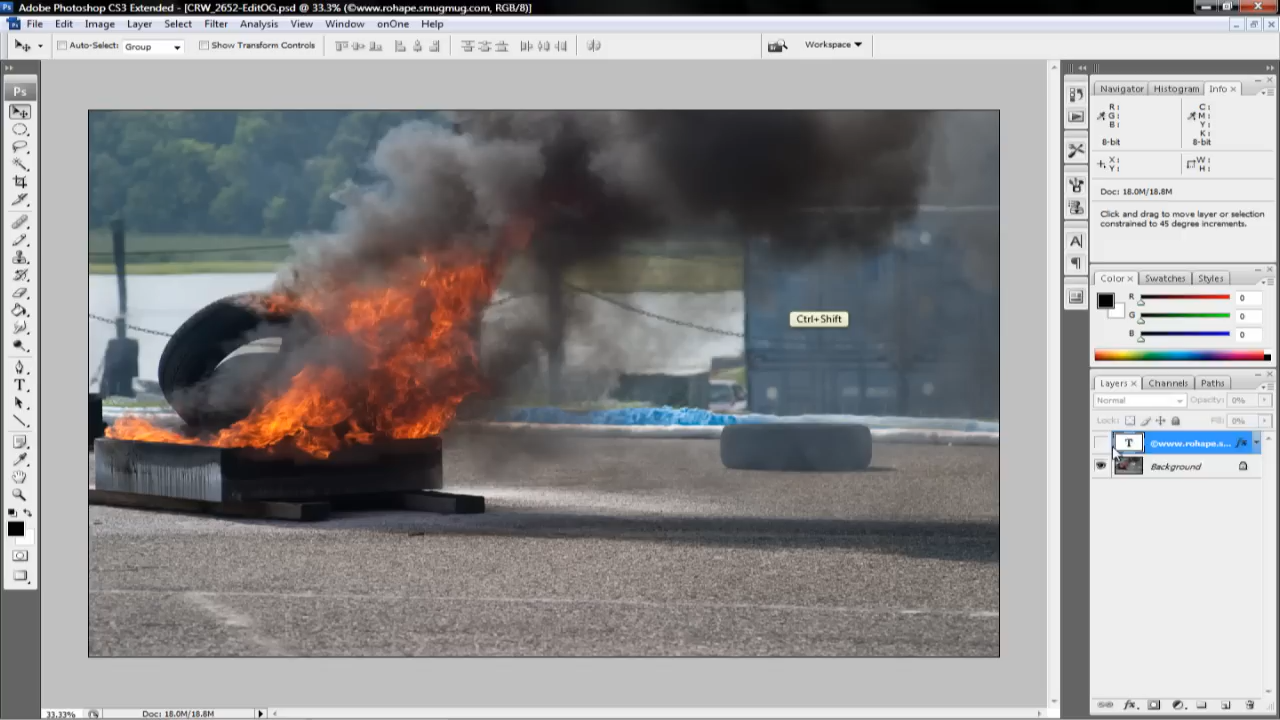 Adobe Photoshop CS3 Extended - [CRW_2652-EditOG.psd @ 33.3% (©www.rohape.smugmug.com, RGB/8)]
File Edit Image Layer Select Filter Analysis View Window onOne Help
Auto-Select: Group Show Transform Controls Workspace
Ps
Navigator Histogram Info x
R: C:
G: M:
B: Y:
K:
8-bit 8-bit
X: W:
Y: H:
Doc: 18.0M/18.8M
Click and drag to move layer or selection
constrained to 45 degree increments.
Color x Swatches Styles
R 0
G 0
B 0
Ctrl+Shift
Layers x Channels Paths
Normal Opacity: 0%
Lock: Fill: 0%
T ©www.rohape.s... fx
Background
33.33% Doc: 18.0M/18.8M